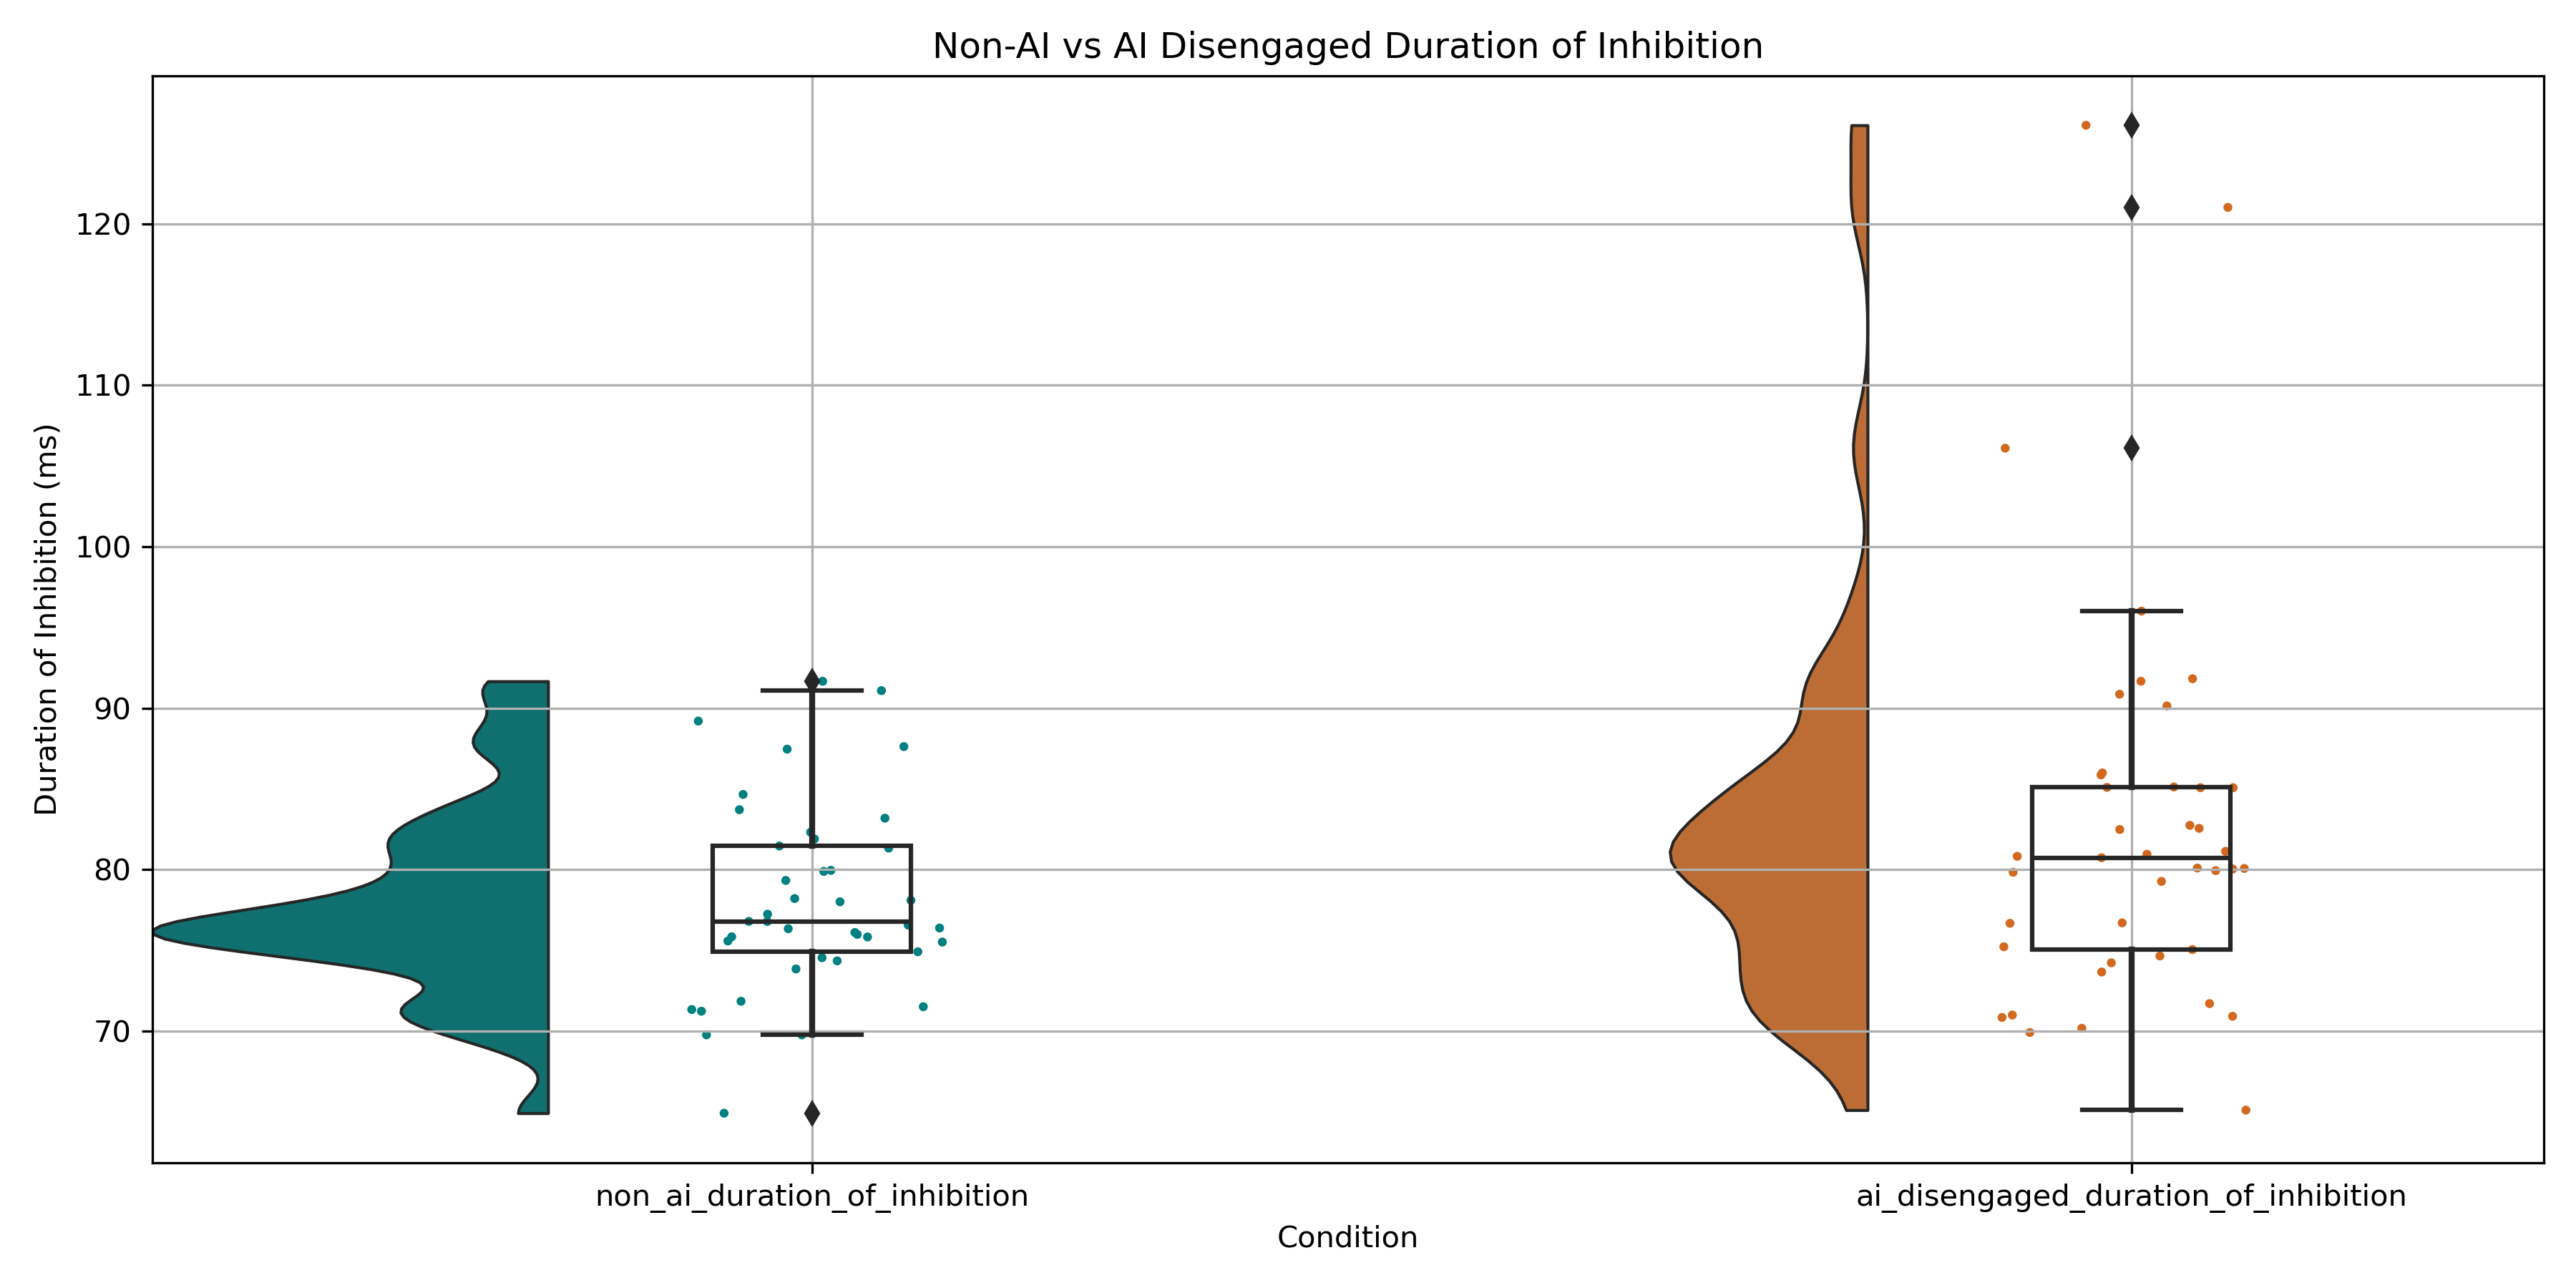 Non-AI vs AI Disengaged Duration of Inhibition
Duration of Inhibition (ms)
120
110
100
90
80
70
non_ai_duration_of_inhibition
ai_disengaged_duration_of_inhibition
Condition